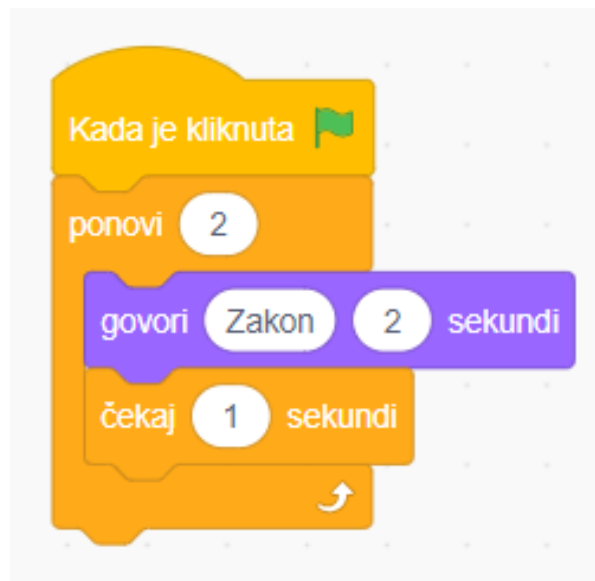 Kada je kliknuta
ponovi 2
govori Zakon 2 sekundi
čekaj 1 sekundi